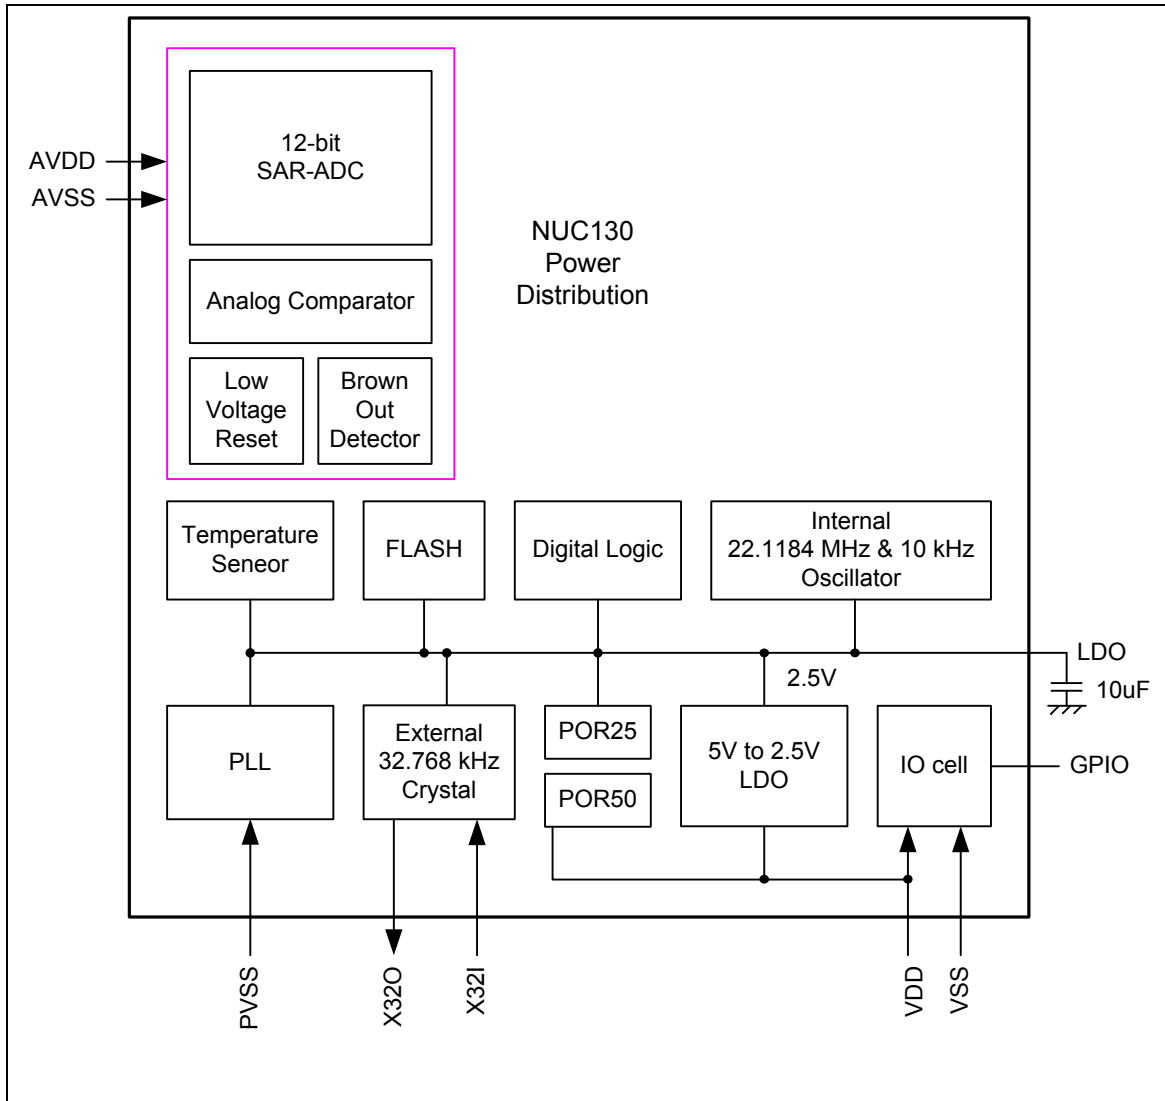 12-bit
SAR-ADC
AVDD
AVSS
NUC130
Power
Distribution
Analog Comparator
Low
Voltage
Reset
Brown
Out
Detector
Temperature
Seneor
FLASH
Digital Logic
Internal
22.1184 MHz & 10 kHz
Oscillator
LDO
2.5V
10uF
PLL
External
32.768 kHz
Crystal
POR25
POR50
5V to 2.5V
LDO
IO cell
GPIO
PVSS
X32O
X32I
VDD
VSS